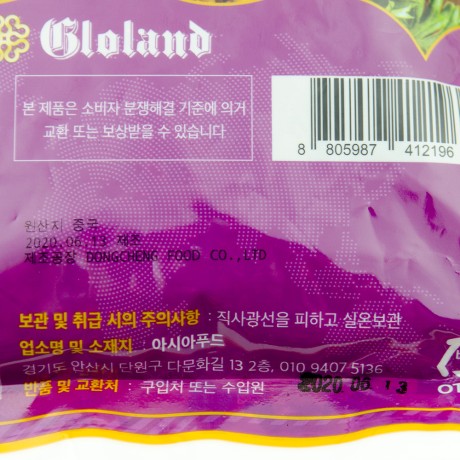 Gloland
본 제품은 소비자 분쟁해결 기준에 의거
교환 또는 보상받을 수 있습니다
8 805987 412196
원산지 중국
2020.06.13 제조
제조공장 DONGCHENG FOOD CO.,LTD
보관 및 취급 시의 주의사항 : 직사광선을 피하고 실온보관
업소명 및 소재지 : 아시아푸드
경기도 안산시 단원구 다문화길 13 2층, 010 9407 5136
반품 및 교환처 : 구입처 또는 수입원
2020 06 13